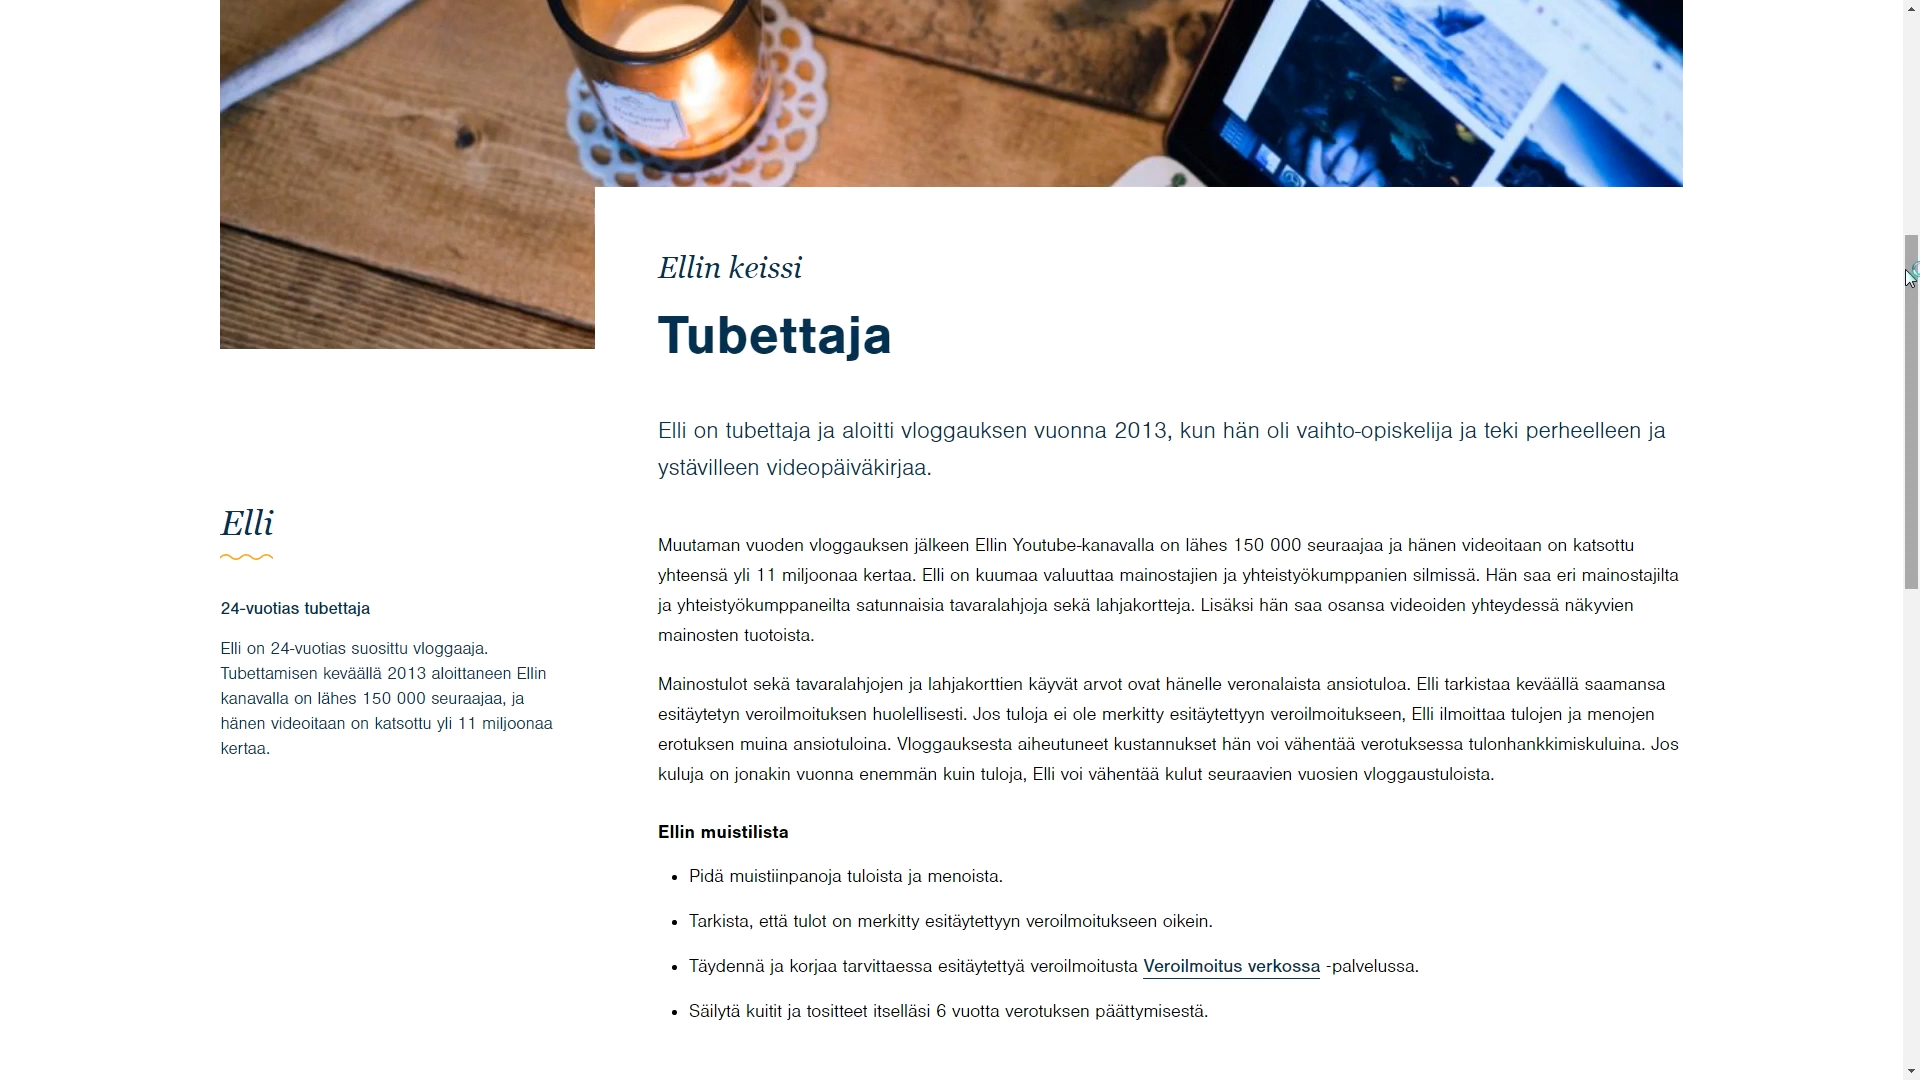 Ellin keissi
Tubettaja
Elli on tubettaja ja aloitti vloggauksen vuonna 2013, kun hän oli vaihto-opiskelija ja teki perheelleen ja
ystävilleen videopäiväkirjaa.
Elli
24-vuotias tubettaja
Elli on 24-vuotias suosittu vloggaaja.
Tubettamisen keväällä 2013 aloittaneen Ellin
kanavalla on lähes 150 000 seuraajaa, ja
hänen videoitaan on katsottu yli 11 miljoonaa
kertaa.
Muutaman vuoden vloggauksen jälkeen Ellin Youtube-kanavalla on lähes 150 000 seuraajaa ja hänen videoitaan on katsottu
yhteensä yli 11 miljoonaa kertaa. Elli on kuumaa valuuttaa mainostajien ja yhteistyökumppanien silmissä. Hän saa eri mainostajilta
ja yhteistyökumppaneilta satunnaisia tavaralahjoja sekä lahjakortteja. Lisäksi hän saa osansa videoiden yhteydessä näkyvien
mainosten tuotoista.
Mainostulot sekä tavaralahjojen ja lahjakorttien käyvät arvot ovat hänelle veronalaista ansiotuloa. Elli tarkistaa keväällä saamansa
esitäytetyn veroilmoituksen huolellisesti. Jos tuloja ei ole merkitty esitäytettyyn veroilmoitukseen, Elli ilmoittaa tulojen ja menojen
erotuksen muina ansiotuloina. Vloggauksesta aiheutuneet kustannukset hän voi vähentää verotuksessa tulonhankkimiskuluina. Jos
kuluja on jonakin vuonna enemmän kuin tuloja, Elli voi vähentää kulut seuraavien vuosien vloggaustuloista.
Ellin muistilista
• Pidä muistiinpanoja tuloista ja menoista.
• Tarkista, että tulot on merkitty esitäytettyyn veroilmoitukseen oikein.
• Täydennä ja korjaa tarvittaessa esitäytettyä veroilmoitusta Veroilmoitus verkossa -palvelussa.
• Säilytä kuitit ja tositteet itselläsi 6 vuotta verotuksen päättymisestä.